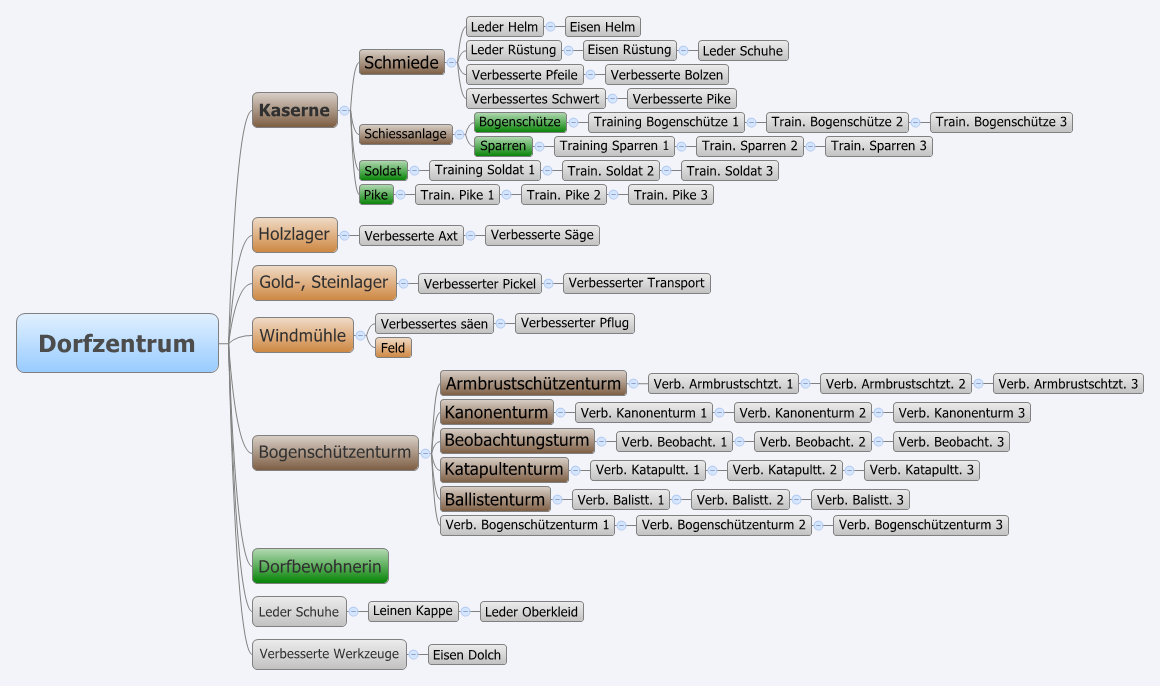 Dorfzentrum
Kaserne
Schmiede
Leder Helm Eisen Helm
Leder Rüstung Eisen Rüstung Leder Schuhe
Verbesserte Pfeile Verbesserte Bolzen
Verbessertes Schwert Verbesserte Pike
Schiessanlage
Bogenschütze Training Bogenschütze 1 Train. Bogenschütze 2 Train. Bogenschütze 3
Sparren Training Sparren 1 Train. Sparren 2 Train. Sparren 3
Soldat Training Soldat 1 Train. Soldat 2 Train. Soldat 3
Pike Train. Pike 1 Train. Pike 2 Train. Pike 3
Holzlager Verbesserte Axt Verbesserte Säge
Gold-, Steinlager Verbesserter Pickel Verbesserter Transport
Windmühle
Verbessertes säen Verbesserter Pflug
Feld
Bogenschützenturm
Armbrustschützenturm Verb. Armbrustschtzt. 1 Verb. Armbrustschtzt. 2 Verb. Armbrustschtzt. 3
Kanonenturm Verb. Kanonenturm 1 Verb. Kanonenturm 2 Verb. Kanonenturm 3
Beobachtungsturm Verb. Beobacht. 1 Verb. Beobacht. 2 Verb. Beobacht. 3
Katapultenturm Verb. Katapultt. 1 Verb. Katapultt. 2 Verb. Katapultt. 3
Ballistenturm Verb. Balistt. 1 Verb. Balistt. 2 Verb. Balistt. 3
Verb. Bogenschützenturm 1 Verb. Bogenschützenturm 2 Verb. Bogenschützenturm 3
Dorfbewohnerin
Leder Schuhe Leinen Kappe Leder Oberkleid
Verbesserte Werkzeuge Eisen Dolch